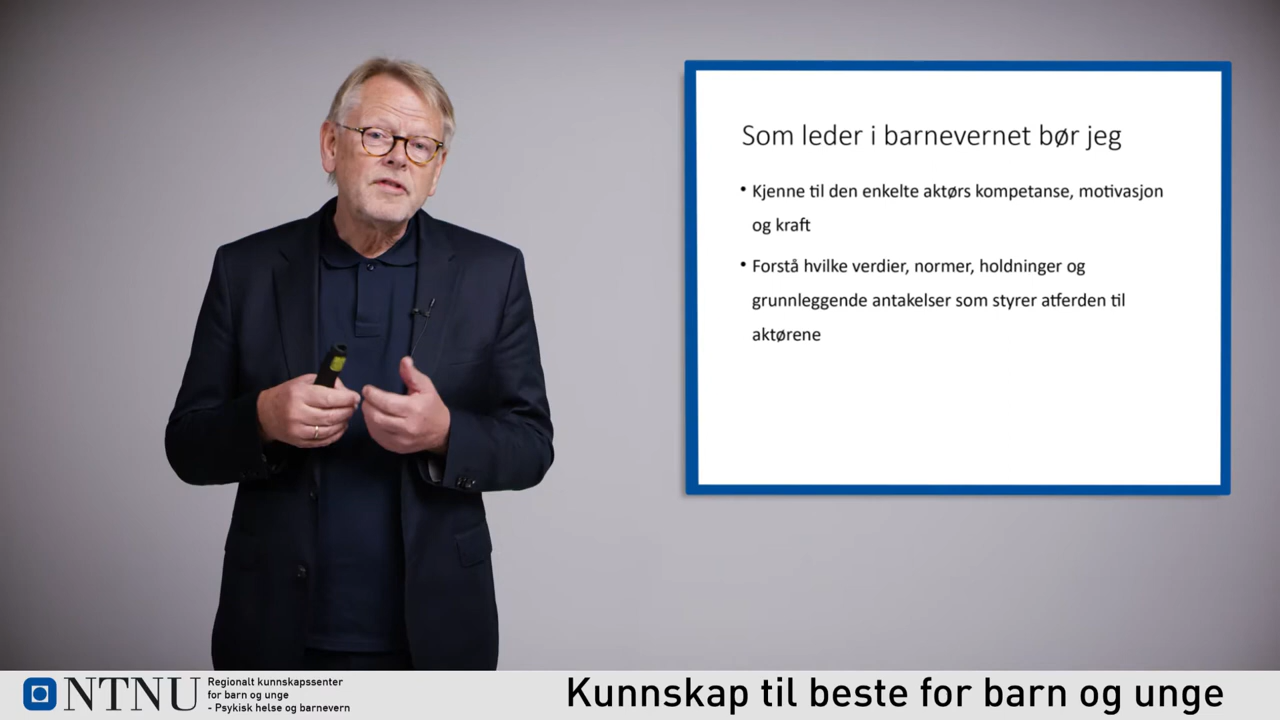 Som leder i barnevernet bør jeg
• Kjenne til den enkelte aktørs kompetanse, motivasjon
og kraft
• Forstå hvilke verdier, normer, holdninger og
grunnleggende antakelser som styrer atferden til
aktørene
NTNU
Regionalt kunnskapssenter
for barn og unge
- Psykisk helse og barnevern
Kunnskap til beste for barn og unge